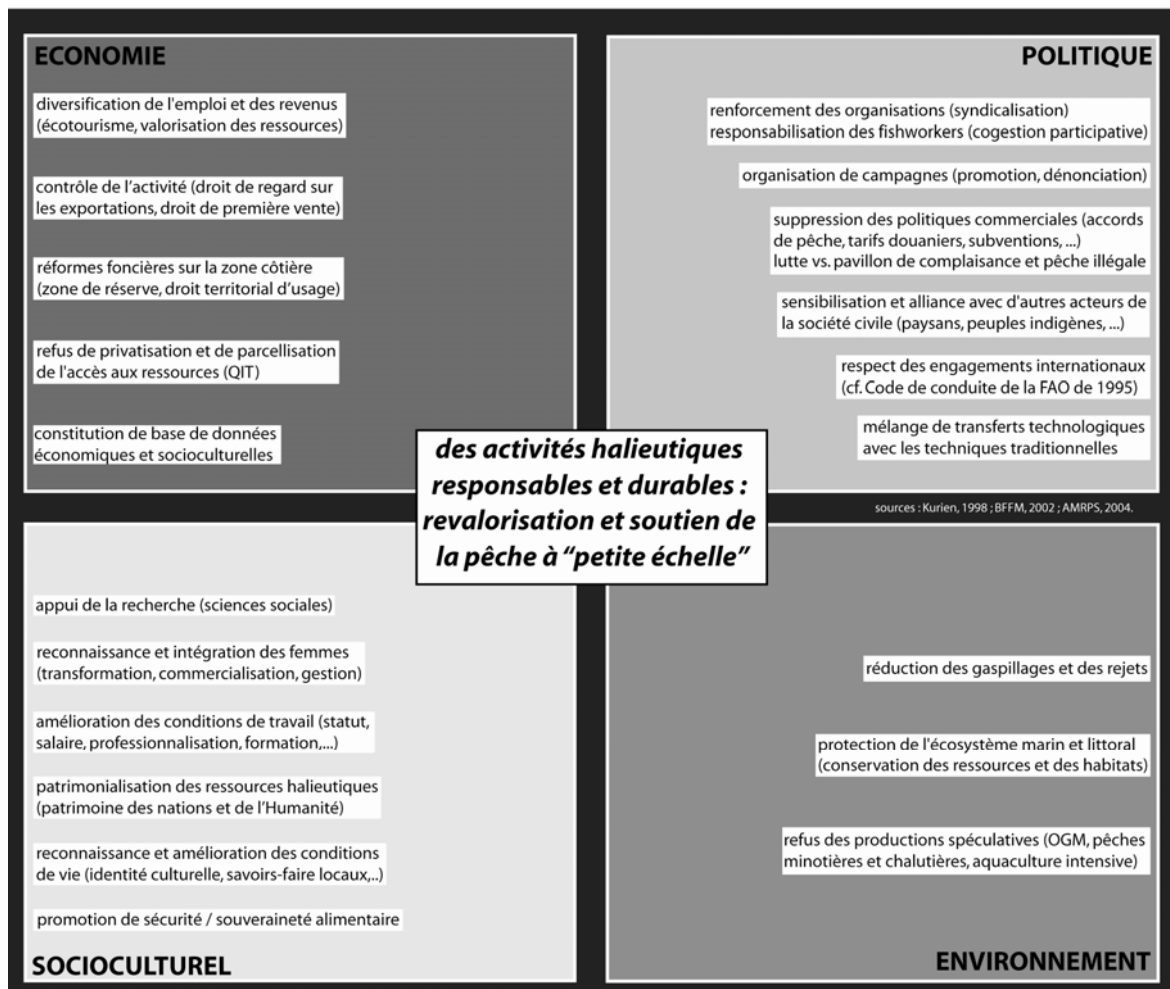 ECONOMIE
diversification de l'emploi et des revenus
(écotourisme, valorisation des ressources)
contrôle de l'activité (droit de regard sur
les exportations, droit de première vente)
réformes foncières sur la zone côtière
(zone de réserve, droit territorial d'usage)
refus de privatisation et de parcellisation
de l'accès aux ressources (QIT)
constitution de base de données
économiques et socioculturelles
POLITIQUE
renforcement des organisations (syndicalisation)
responsabilisation des fishworkers (cogestion participative)
organisation de campagnes (promotion, dénonciation)
suppression des politiques commerciales (accords
de pêche, tarifs douaniers, subventions, ...)
lutte vs. pavillon de complaisance et pêche illégale
sensibilisation et alliance avec d'autres acteurs de
la société civile (paysans, peuples indigènes, ...)
respect des engagements internationaux
(cf. Code de conduite de la FAO de 1995)
mélange de transferts technologiques
avec les techniques traditionnelles
des activités halieutiques
responsables et durables :
revalorisation et soutien de
la pêche à "petite échelle"
sources : Kurien, 1998 ; BFFM, 2002 ; AMRPS, 2004.
appui de la recherche (sciences sociales)
reconnaissance et intégration des femmes
(transformation, commercialisation, gestion)
amélioration des conditions de travail (statut,
salaire, professionnalisation, formation,...)
patrimonialisation des ressources halieutiques
(patrimoine des nations et de l'Humanité)
reconnaissance et amélioration des conditions
de vie (identité culturelle, savoirs-faire locaux,..)
promotion de sécurité / souveraineté alimentaire
SOCIOCULTUREL
réduction des gaspillages et des rejets
protection de l'écosystème marin et littoral
(conservation des ressources et des habitats)
refus des productions spéculatives (OGM, pêches
minotières et chalutières, aquaculture intensive)
ENVIRONNEMENT